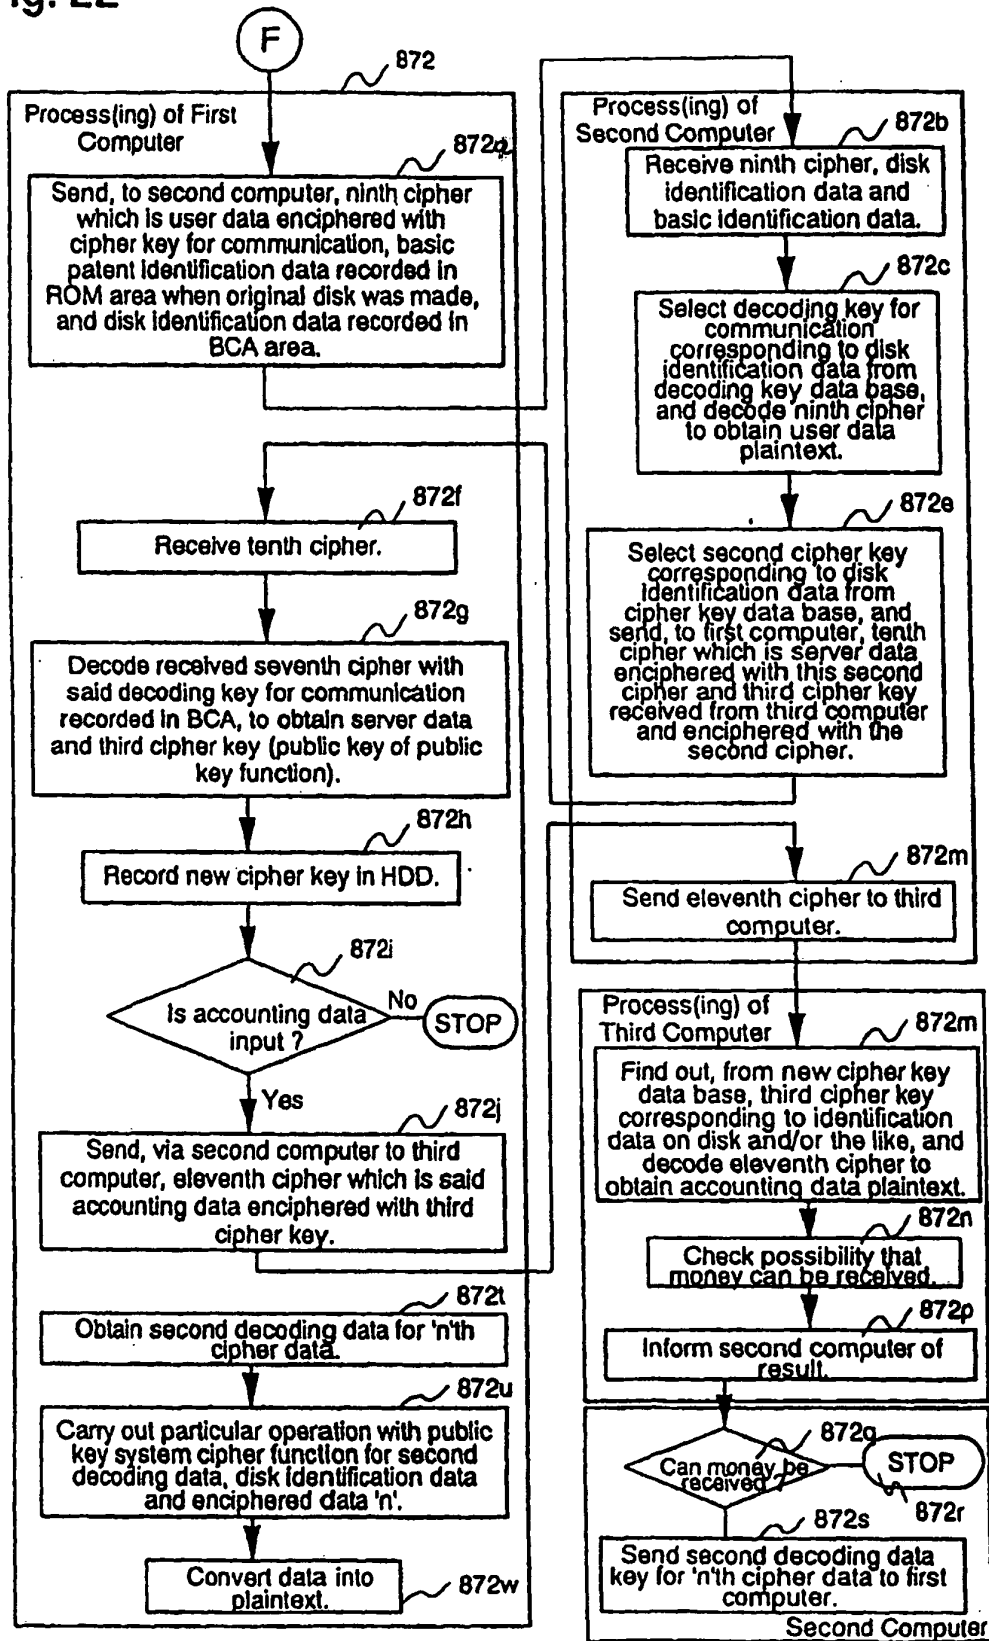 Fig. 22
F
872
Process(ing) of First
Computer
872a
Send, to second computer, ninth cipher
which is user data enciphered with
cipher key for communication, basic
patent identification data recorded in
ROM area when original disk was made,
and disk identification data recorded in
BCA area.
872f
Receive tenth cipher.
872g
Decode received seventh cipher with
said decoding key for communication
recorded in BCA, to obtain server data
and third cipher key (public key of public
key function).
872h
Record new cipher key in HDD.
872i
Is accounting data
input ?
No
STOP
Yes
872j
Send, via second computer to third
computer, eleventh cipher which is said
accounting data enciphered with third
cipher key.
872t
Obtain second decoding data for 'n'th
cipher data.
872u
Carry out particular operation with public
key system cipher function for second
decoding data, disk identification data
and enciphered data 'n'.
Convert data into
plaintext.
872w
Process(ing) of
Second Computer
872b
Receive ninth cipher, disk
identification data and
basic identification data.
872c
Select decoding key for
communication
corresponding to disk
identification data from
decoding key data base,
and decode ninth cipher
to obtain user data
plaintext.
872e
Select second cipher key
corresponding to disk
identification data from
cipher key data base, and
send, to first computer, tenth
cipher which is server data
enciphered with this second
cipher and third cipher key
received from third computer
and enciphered with the
second cipher.
872m
Send eleventh cipher to third
computer.
Process(ing) of
Third Computer
872m
Find out, from new cipher key
data base, third cipher key
corresponding to identification
data on disk and/or the like, and
decode eleventh cipher to
obtain accounting data plaintext.
872n
Check possibility that
money can be received.
872p
Inform second computer of
result.
872q
Can money be
received ?
STOP
872r
872s
Send second decoding data
key for 'n'th cipher data to first
computer.
Second Computer